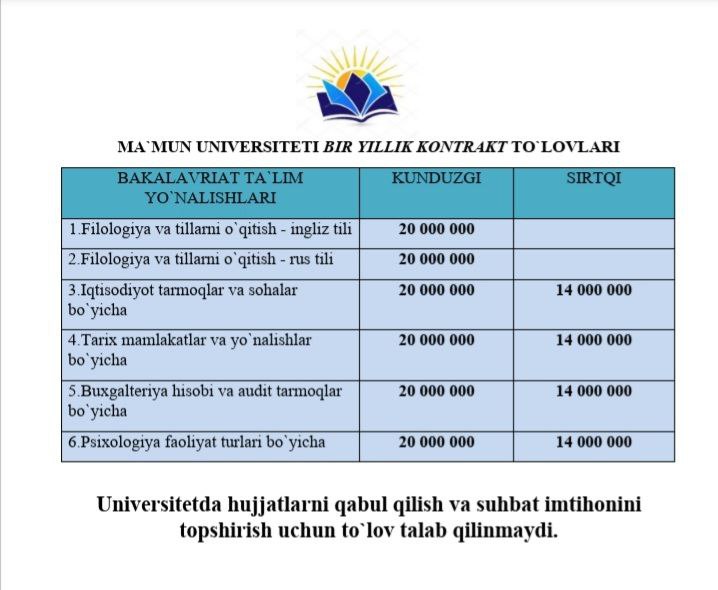 MA`MUN UNIVERSITETI BIR YILLIK KONTRAKT TO`LOVLARI
BAKALAVRIAT TA`LIM
YO`NALISHLARI
KUNDUZGI
SIRTQI
1.Filologiya va tillarni o`qitish - ingliz tili
20 000 000
2.Filologiya va tillarni o`qitish - rus tili
20 000 000
3.Iqtisodiyot tarmoqlar va sohalar
bo`yicha
20 000 000
14 000 000
4.Tarix mamlakatlar va yo`nalishlar
bo`yicha
20 000 000
14 000 000
5.Buxgalteriya hisobi va audit tarmoqlar
bo`yicha
20 000 000
14 000 000
6.Psixologiya faoliyat turlari bo`yicha
20 000 000
14 000 000
Universitetda hujjatlarni qabul qilish va suhbat imtihonini
topshirish uchun to`lov talab qilinmaydi.